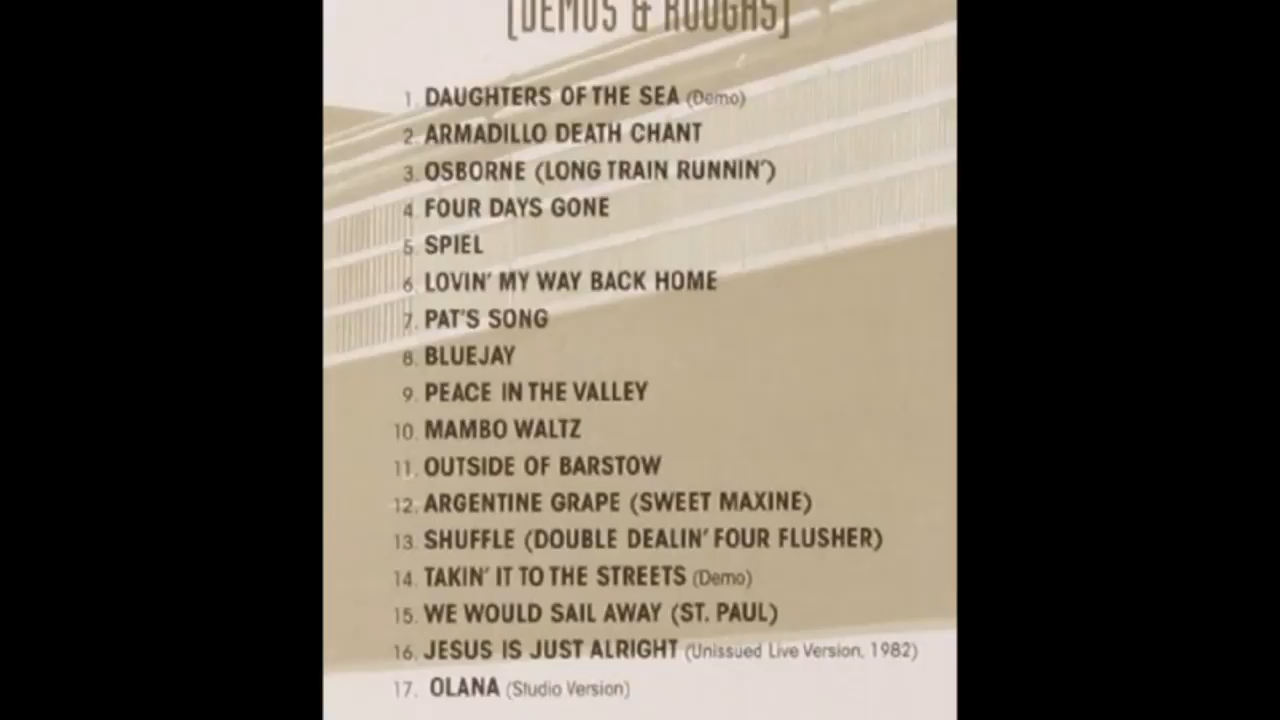 [DEMOS & ROUGHS]
1. DAUGHTERS OF THE SEA (Demo)
2. ARMADILLO DEATH CHANT
3. OSBORNE (LONG TRAIN RUNNIN')
4. FOUR DAYS GONE
5. SPIEL
6. LOVIN' MY WAY BACK HOME
7. PAT'S SONG
8. BLUEJAY
9. PEACE IN THE VALLEY
10. MAMBO WALTZ
11. OUTSIDE OF BARSTOW
12. ARGENTINE GRAPE (SWEET MAXINE)
13. SHUFFLE (DOUBLE DEALIN' FOUR FLUSHER)
14. TAKIN' IT TO THE STREETS (Demo)
15. WE WOULD SAIL AWAY (ST. PAUL)
16. JESUS IS JUST ALRIGHT (Unissued Live Version, 1982)
17. OLANA (Studio Version)